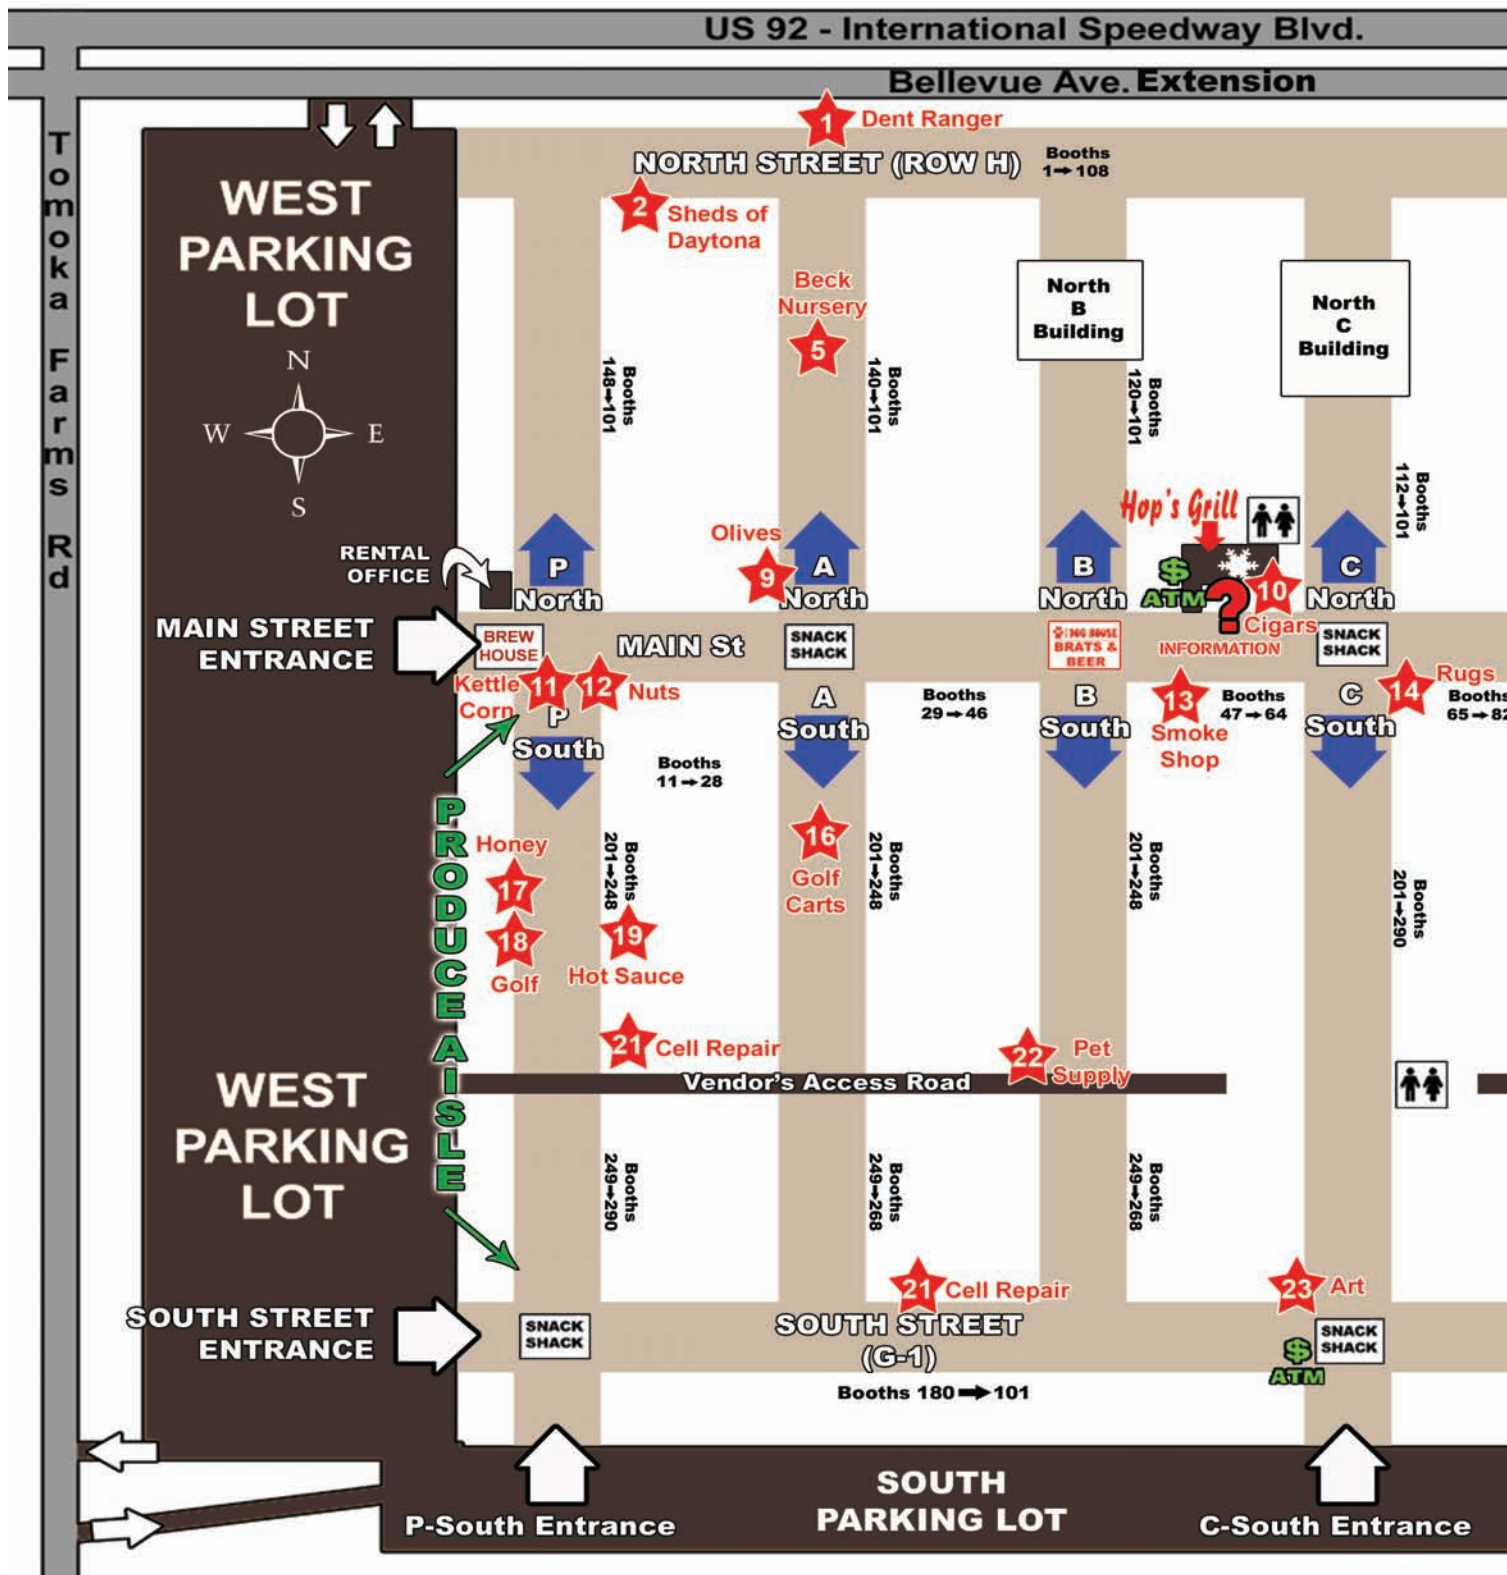 US 92 - International Speedway Blvd.
Bellevue Ave. Extension
Tomoka Farms Rd
1
Dent Ranger
NORTH STREET (ROW H)
Booths
1→108
WEST
PARKING
LOT
2
Sheds of
Daytona
Beck
Nursery
5
North
B
Building
North
C
Building
N
W
E
S
Booths
148→101
Booths
140→101
Booths
120→101
Booths
112→101
Hop's Grill
Olives
9
RENTAL
OFFICE
P
North
A
North
B
North
$
ATM
?
10
Cigars
C
North
MAIN STREET
ENTRANCE
BREW
HOUSE
MAIN St
SNACK
SHACK
DOG HOUSE
BRATS &
BEER
INFORMATION
SNACK
SHACK
Kettle
Corn
11
12
Nuts
P
South
A
South
Booths
29→46
B
South
13
Smoke
Shop
Booths
47→64
C
South
14
Rugs
Booths
65→82
Booths
11→28
PRODUCE AISLE
Honey
17
18
Golf
Booths
201→248
19
Hot Sauce
16
Golf
Carts
Booths
201→248
Booths
201→248
Booths
201→290
21
Cell Repair
22
Pet
Supply
Vendor's Access Road
WEST
PARKING
LOT
Booths
249→290
Booths
249→268
Booths
249→268
21
Cell Repair
23
Art
SOUTH STREET
ENTRANCE
SNACK
SHACK
SOUTH STREET
(G-1)
SNACK
SHACK
$
ATM
Booths 180→101
SOUTH
PARKING LOT
P-South Entrance
C-South Entrance